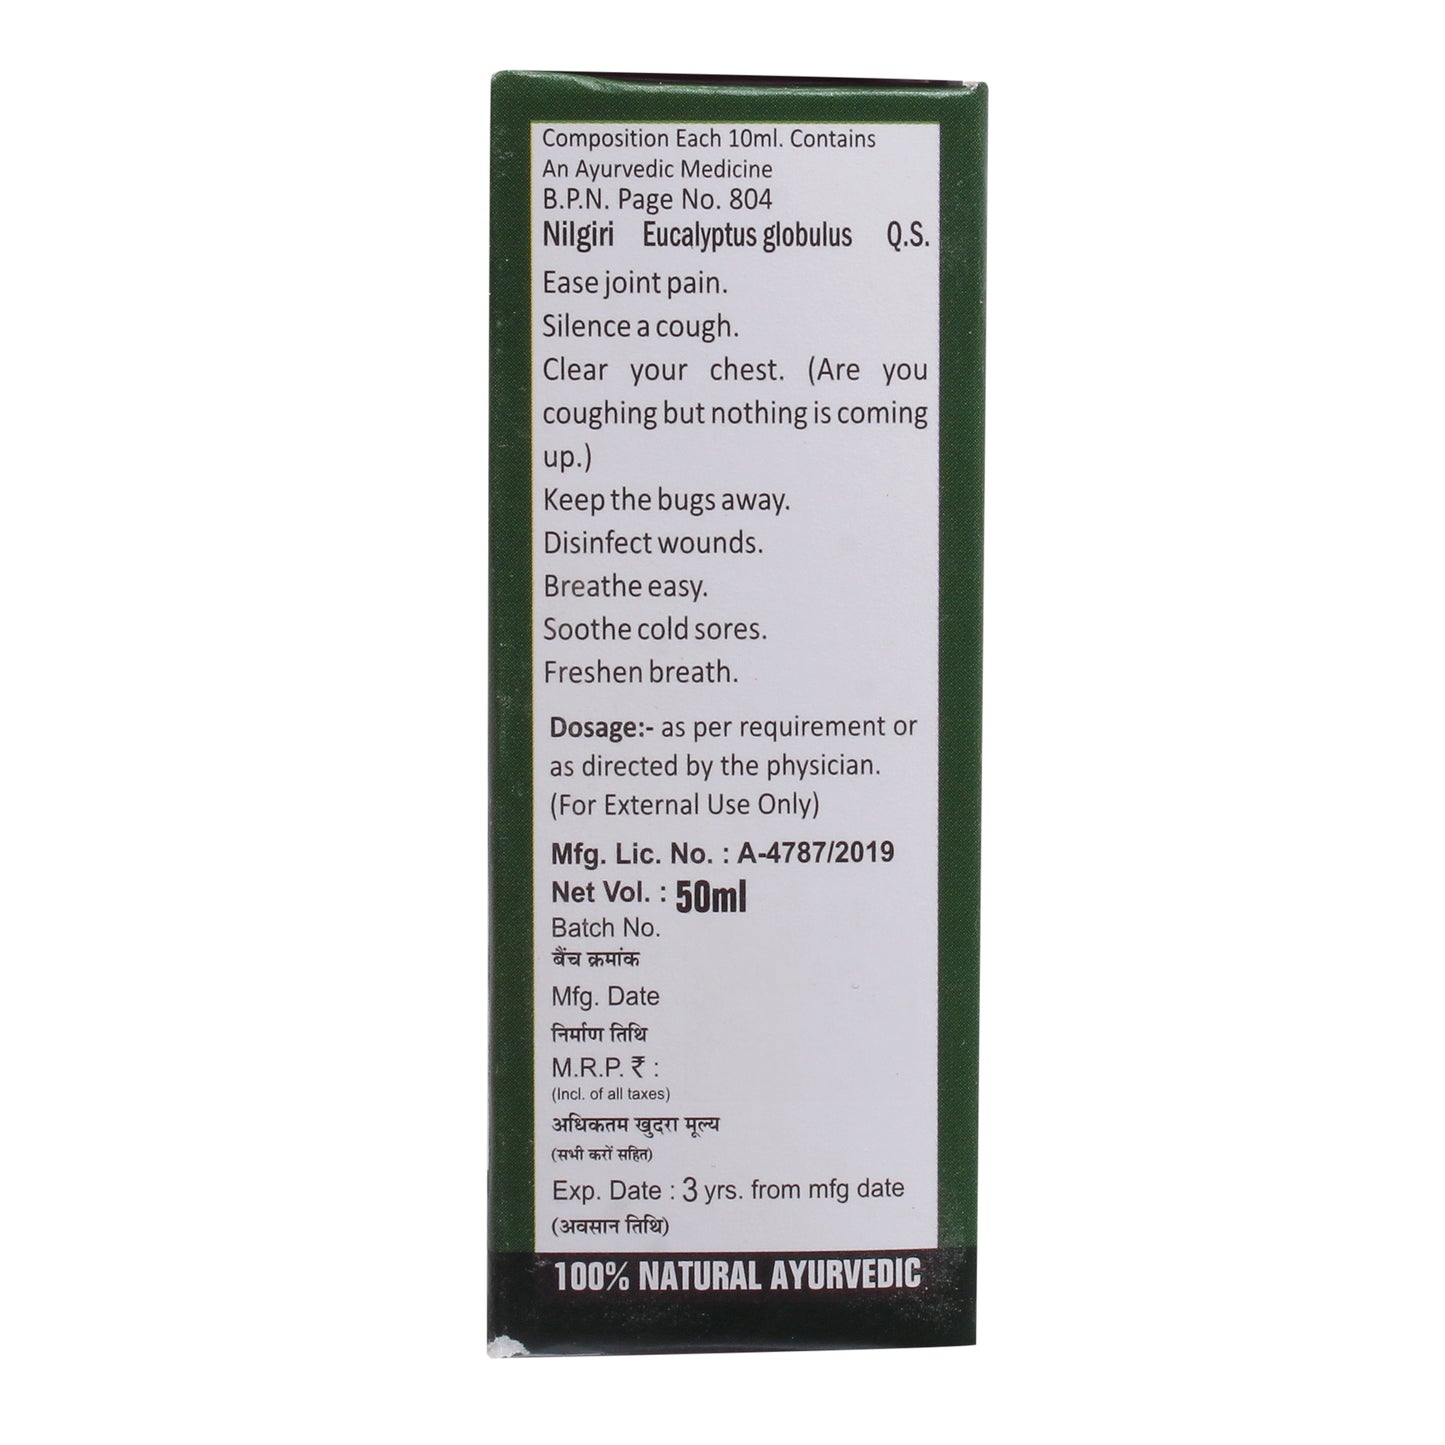 Composition Each 10ml. Contains
An Ayurvedic Medicine
B.P.N. Page No. 804
Nilgiri Eucalyptus globulus Q.S.
Ease joint pain.
Silence a cough.
Clear your chest. (Are you
coughing but nothing is coming
up.)
Keep the bugs away.
Disinfect wounds.
Breathe easy.
Soothe cold sores.
Freshen breath.
Dosage:- as per requirement or
as directed by the physician.
(For External Use Only)
Mfg. Lic. No. : A-4787/2019
Net Vol. : 50ml
Batch No.
बैंच क्रमांक
Mfg. Date
निर्माण तिथि
M.R.P. ₹ :
(Incl. of all taxes)
अधिकतम खुदरा मूल्य
(सभी करों सहित)
Exp. Date : 3 yrs. from mfg date
(अवसान तिथि)
100% NATURAL AYURVEDIC